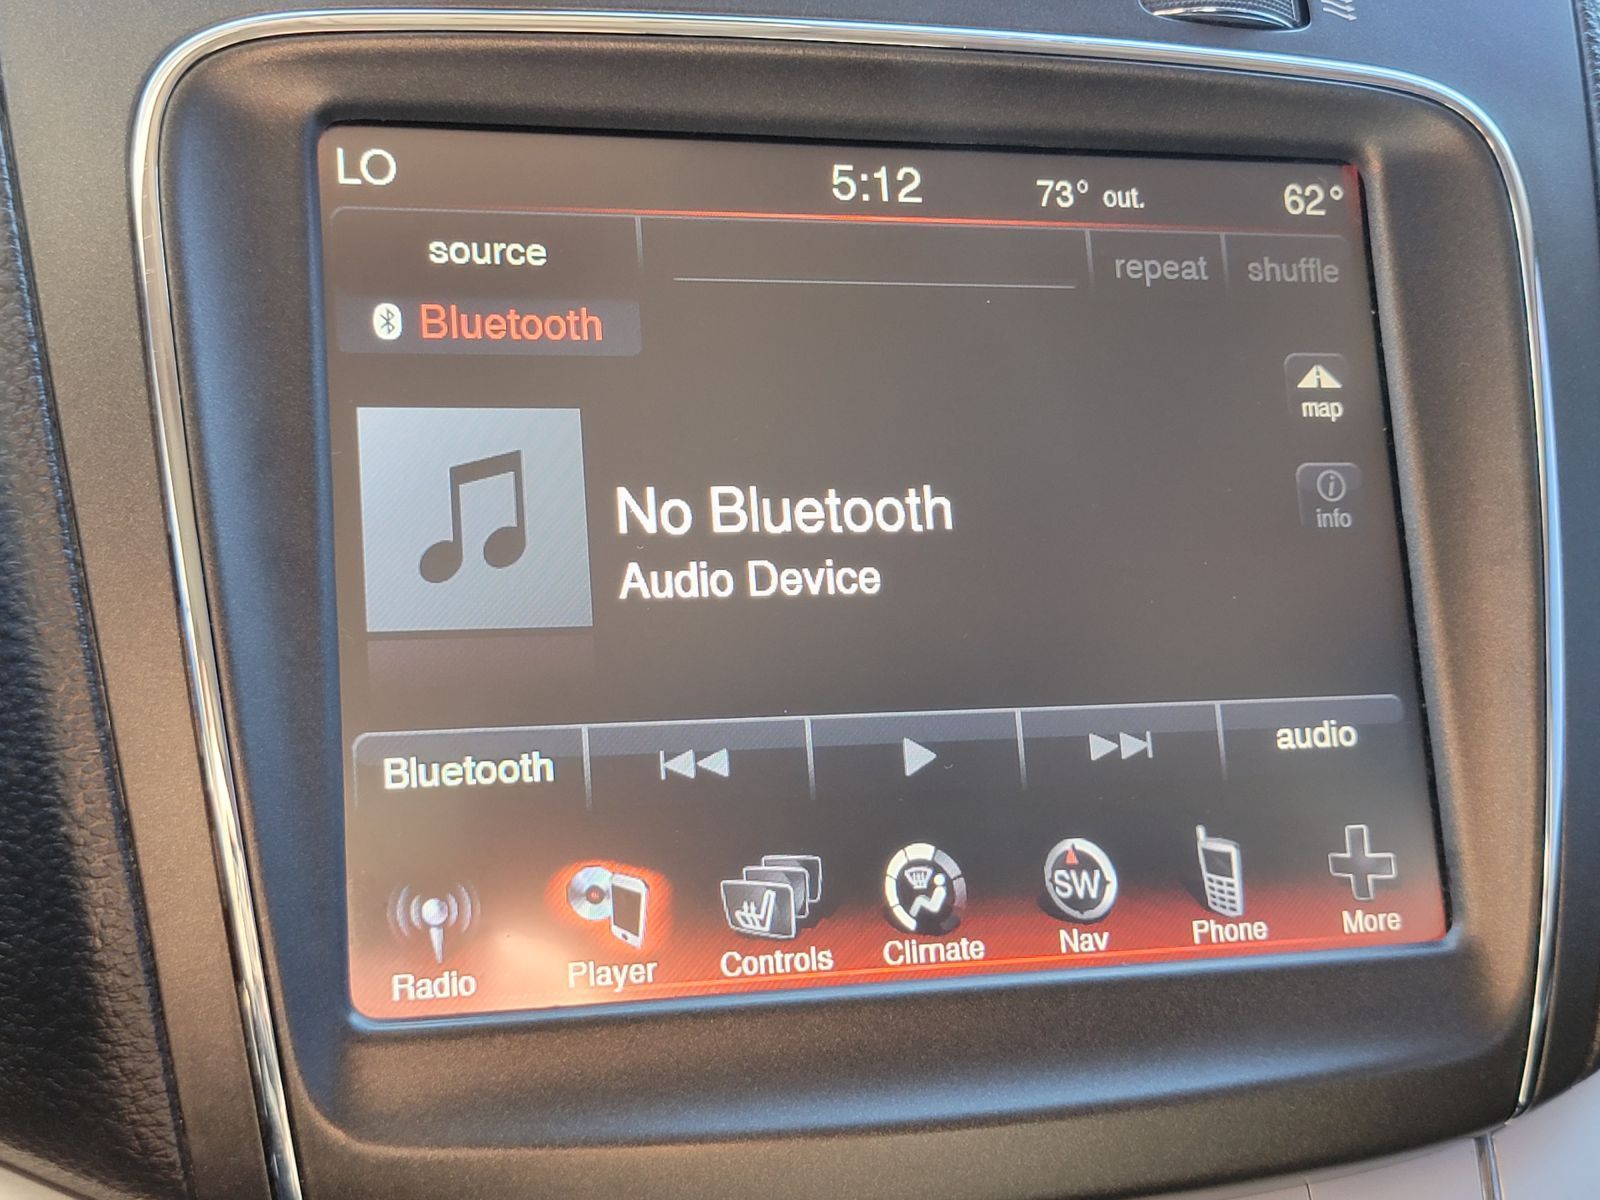 LO 5:12 73° out. 62°
source repeat shuffle
Bluetooth
map
info
No Bluetooth
Audio Device
Bluetooth audio
SW
Radio Player Controls Climate Nav Phone More